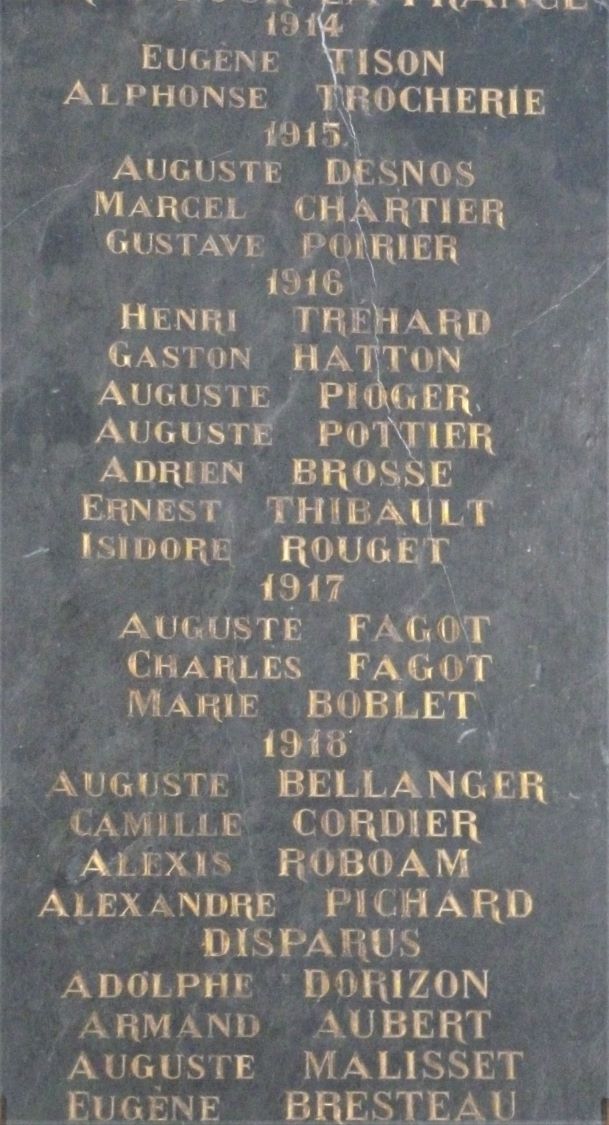 LA FRANCE
1914
EUGÈNE TISON
ALPHONSE TROCHERIE
1915
AUGUSTE DESNOS
MARCEL CHARTIER
GUSTAVE POIRIER
1916
HENRI TRÉHARD
GASTON HATTON
AUGUSTE PIOGER
AUGUSTE POTTIER
ADRIEN BROSSE
ERNEST THIBAULT
ISIDORE ROUGET
1917
AUGUSTE FAGOT
CHARLES FAGOT
MARIE BOBLET
1918
AUGUSTE BELLANGER
CAMILLE CORDIER
ALEXIS ROBOAM
ALEXANDRE PICHARD
DISPARUS
ADOLPHE DORIZON
ARMAND AUBERT
AUGUSTE MALISSET
EUGÈNE BRESTEAU